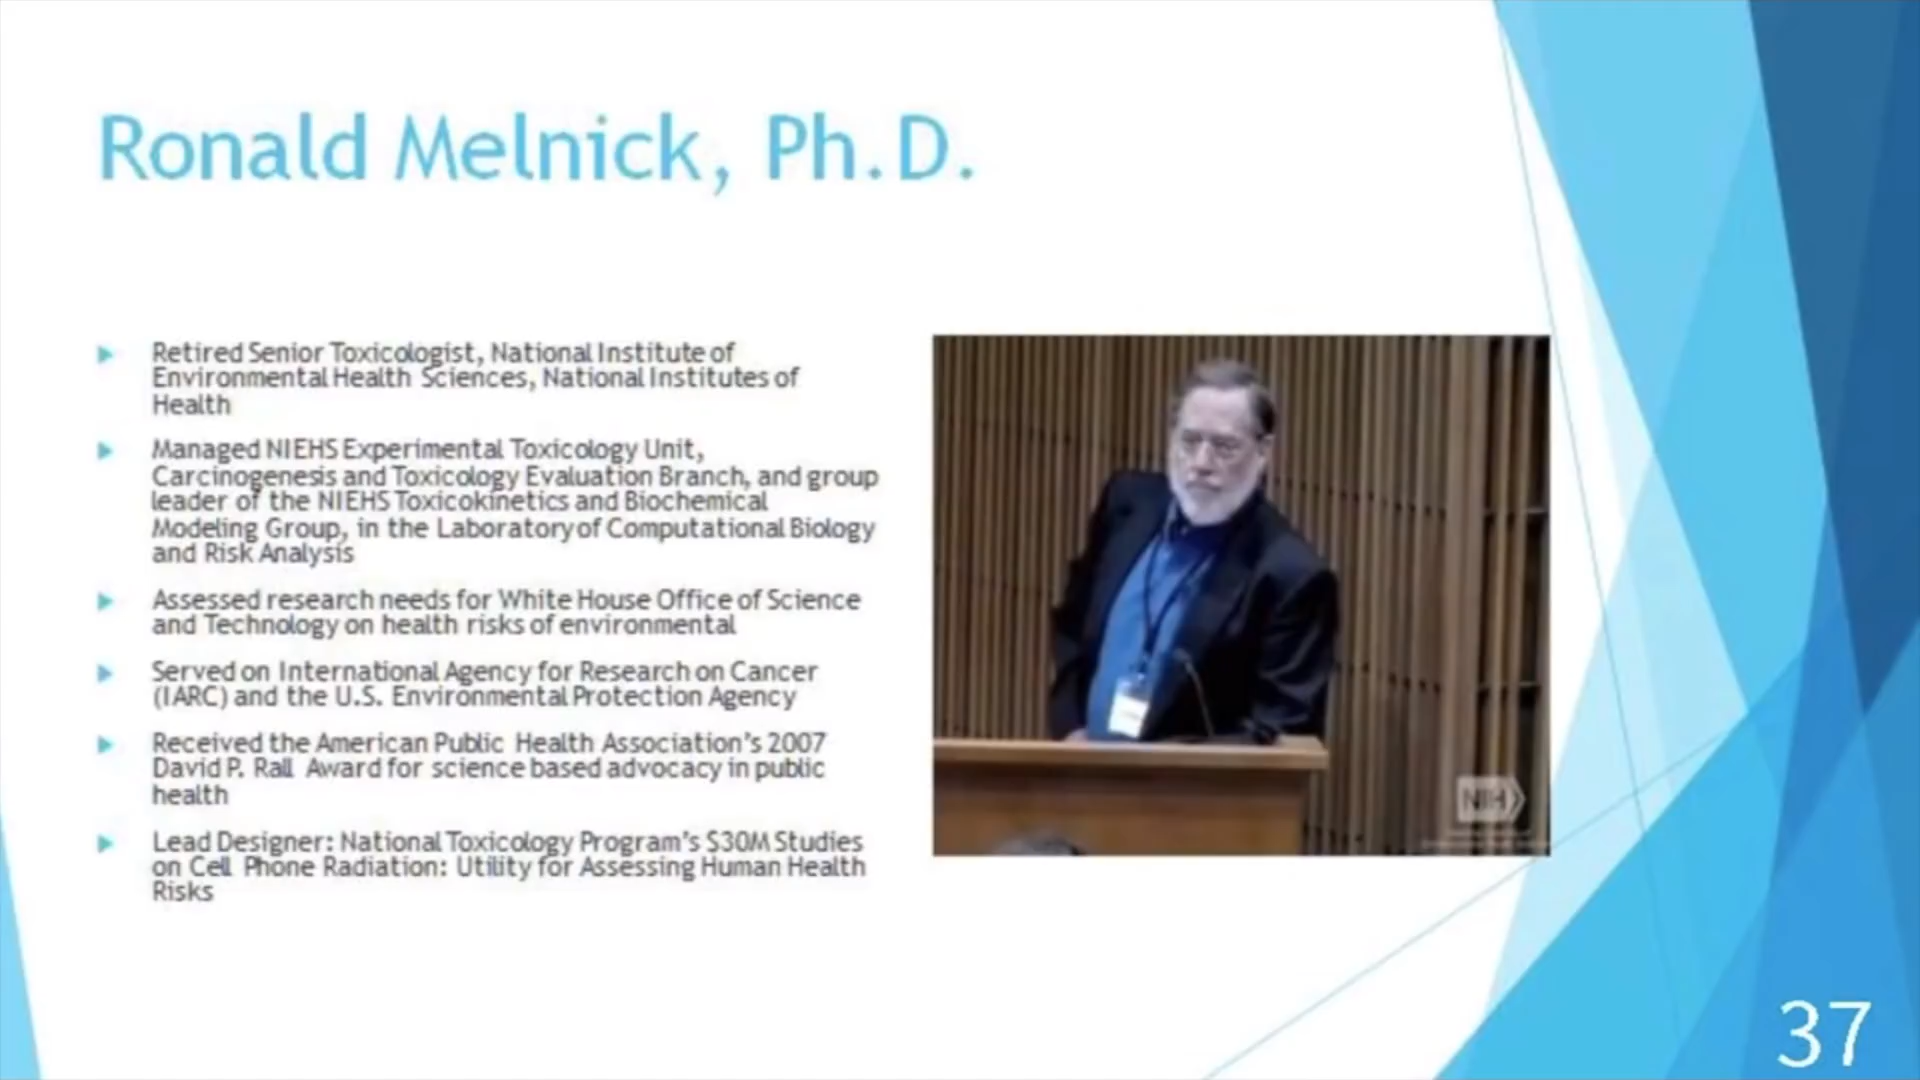 Ronald Melnick, Ph.D.
Retired Senior Toxicologist, National Institute of
Environmental Health Sciences, National Institutes of
Health
Managed NIEHS Experimental Toxicology Unit,
Carcinogenesis and Toxicology Evaluation Branch, and group
leader of the NIEHS Toxicokinetics and Biochemical
Modeling Group, in the Laboratory of Computational Biology
and Risk Analysis
Assessed research needs for White House Office of Science
and Technology on health risks of environmental
Served on International Agency for Research on Cancer
(IARC) and the U.S. Environmental Protection Agency
Received the American Public Health Association's 2007
David P. Rall Award for science based advocacy in public
health
Lead Designer: National Toxicology Program's $30M Studies
on Cell Phone Radiation: Utility for Assessing Human Health
Risks
NIH
37